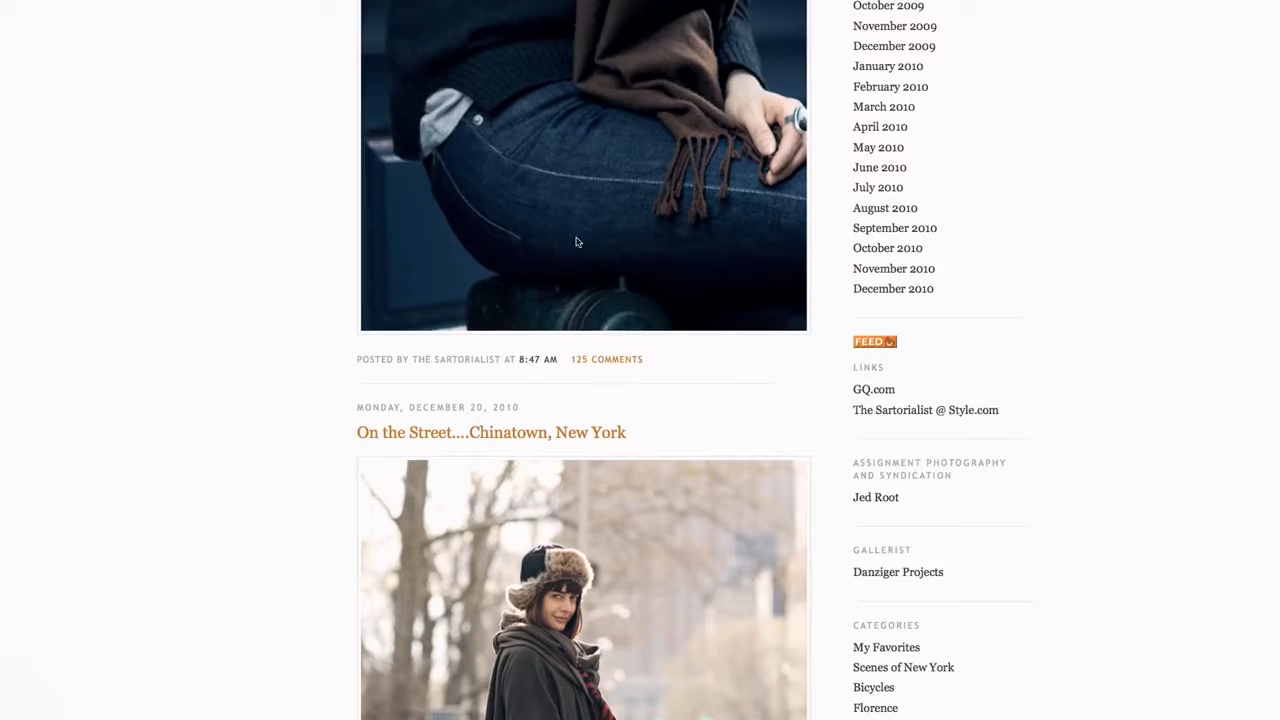 October 2009
November 2009
December 2009
January 2010
February 2010
March 2010
April 2010
May 2010
June 2010
July 2010
August 2010
September 2010
October 2010
November 2010
December 2010
FEED
LINKS
GQ.com
The Sartorialist @ Style.com
ASSIGNMENT PHOTOGRAPHY
AND SYNDICATION
Jed Root
GALLERIST
Danziger Projects
CATEGORIES
My Favorites
Scenes of New York
Bicycles
Florence
POSTED BY THE SARTORIALIST AT 8:47 AM 125 COMMENTS
MONDAY, DECEMBER 20, 2010
On the Street....Chinatown, New York